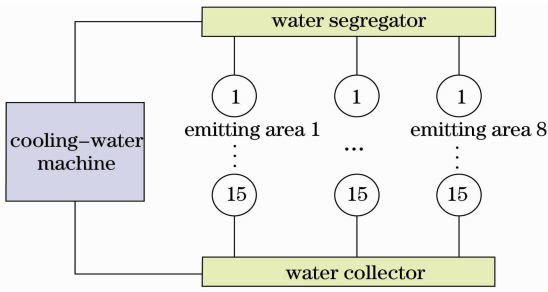 water segregator
1
1
1
emitting area 1
...
emitting area 8
cooling-water
machine
15
15
15
water collector